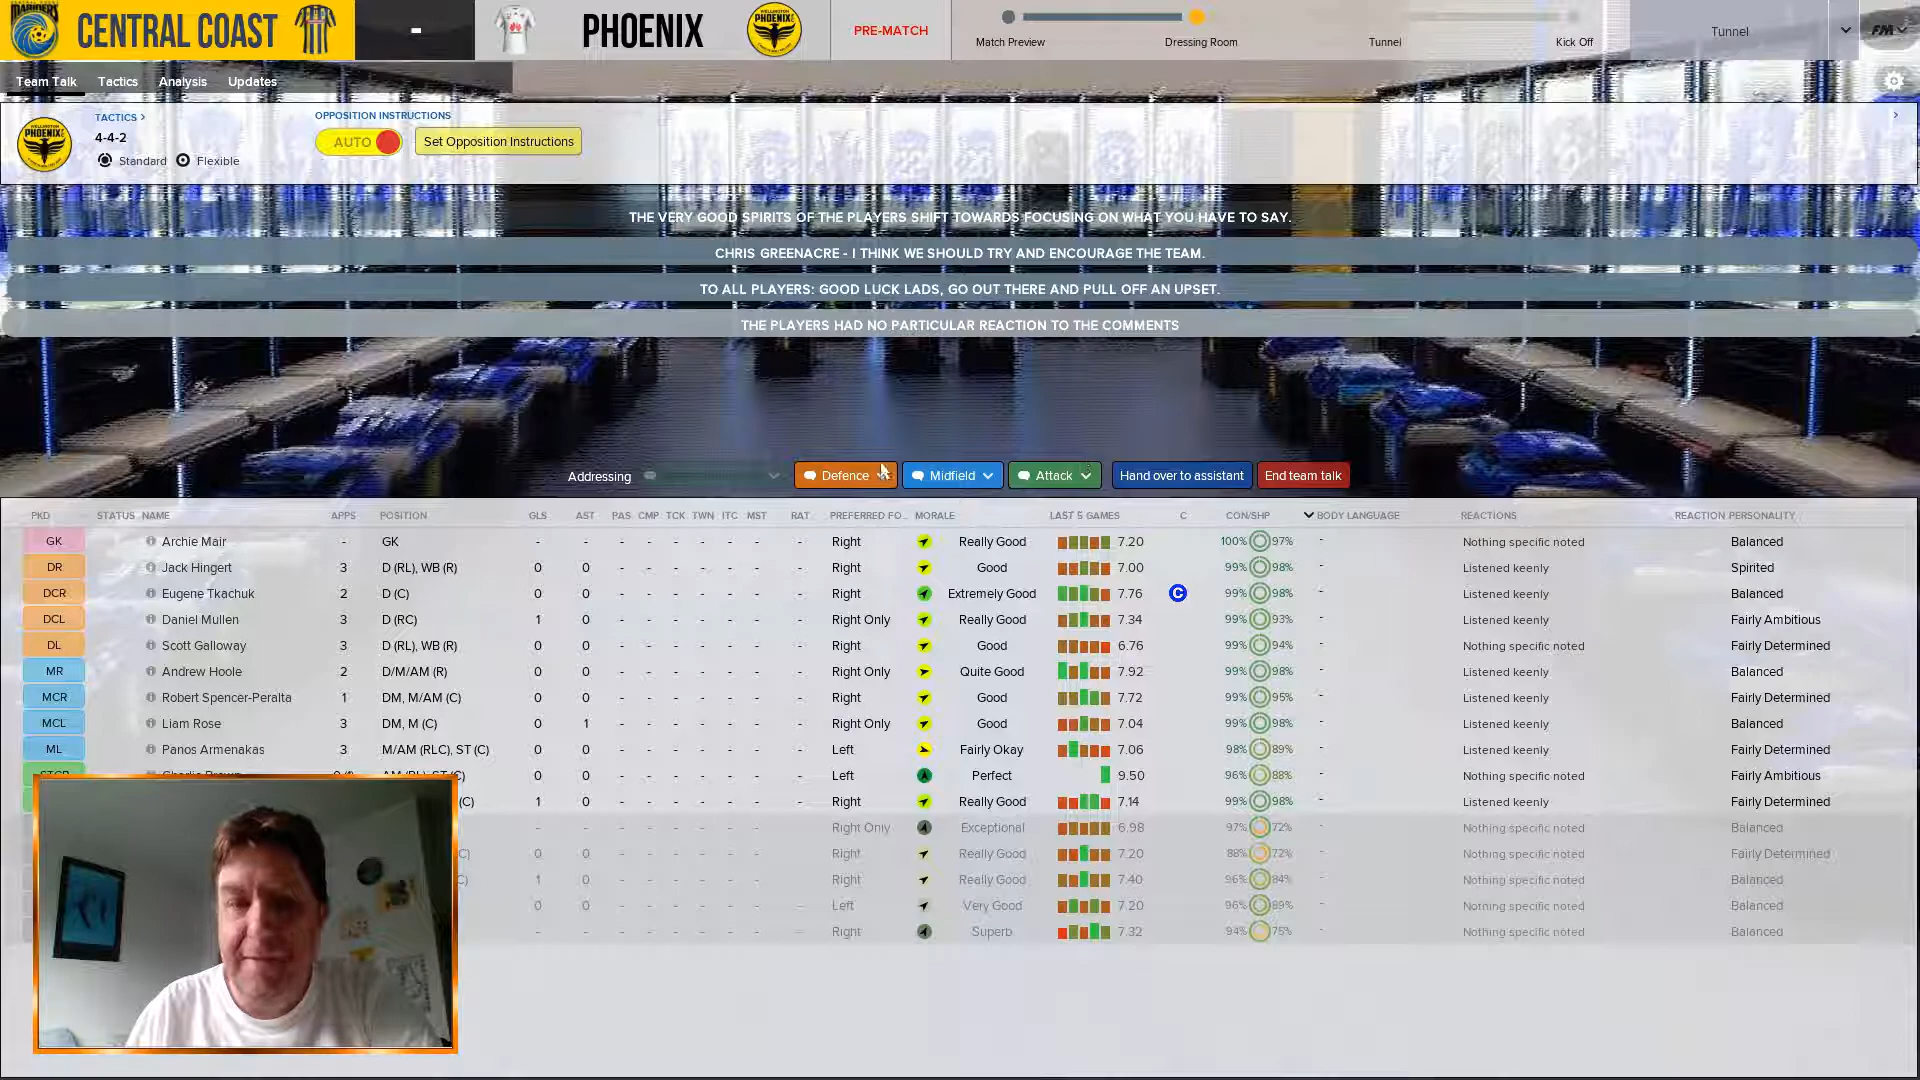 CENTRAL COAST - PHOENIX PRE-MATCH Match Preview Dressing Room Tunnel Kick Off Tunnel FM
Team Talk Tactics Analysis Updates
TACTICS > OPPOSITION INSTRUCTIONS
4-4-2 AUTO Set Opposition Instructions
Standard Flexible
THE VERY GOOD SPIRITS OF THE PLAYERS SHIFT TOWARDS FOCUSING ON WHAT YOU HAVE TO SAY.
CHRIS GREENACRE - I THINK WE SHOULD TRY AND ENCOURAGE THE TEAM.
TO ALL PLAYERS: GOOD LUCK LADS, GO OUT THERE AND PULL OFF AN UPSET.
THE PLAYERS HAD NO PARTICULAR REACTION TO THE COMMENTS
Addressing Defence Midfield Attack Hand over to assistant End team talk
PKD STATUS NAME APPS POSITION GLS AST PAS CMP TCK TWN ITC MST RAT PREFERRED FO... MORALE LAST 5 GAMES C CON/SHP BODY LANGUAGE REACTIONS REACTION PERSONALITY
GK Archie Mair - GK - - - - - - - - - Right Really Good 7.20 100% 97% - Nothing specific noted Balanced
DR Jack Hingert 3 D (RL), WB (R) 0 0 - - - - - - - Right Good 7.00 99% 98% - Listened keenly Spirited
DCR Eugene Tkachuk 2 D (C) 0 0 - - - - - - - Right Extremely Good 7.76 C 99% 98% - Listened keenly Balanced
DCL Daniel Mullen 3 D (RC) 1 0 - - - - - - - Right Only Really Good 7.34 99% 93% - Listened keenly Fairly Ambitious
DL Scott Galloway 3 D (RL), WB (R) 0 0 - - - - - - - Right Good 6.76 99% 94% - Nothing specific noted Fairly Determined
MR Andrew Hoole 2 D/M/AM (R) 0 0 - - - - - - - Right Only Quite Good 7.92 99% 98% - Listened keenly Balanced
MCR Robert Spencer-Peralta 1 DM, M/AM (C) 0 0 - - - - - - - Right Good 7.72 99% 95% - Listened keenly Fairly Determined
MCL Liam Rose 3 DM, M (C) 0 1 - - - - - - - Right Only Good 7.04 99% 98% - Listened keenly Balanced
ML Panos Armenakas 3 M/AM (RLC), ST (C) 0 0 - - - - - - - Left Fairly Okay 7.06 98% 89% - Listened keenly Fairly Determined
0 0 - - - - - - - Left Perfect 9.50 96% 88% - Nothing specific noted Fairly Ambitious
(C) 1 0 - - - - - - - Right Really Good 7.14 99% 98% - Listened keenly Fairly Determined
- - - - - - - - - Right Only Exceptional 6.98 97% 72% - Nothing specific noted Balanced
C) 0 0 - - - - - - - Right Really Good 7.20 88% 72% - Nothing specific noted Fairly Determined
C) 1 0 - - - - - - - Right Really Good 7.40 96% 84% - Nothing specific noted Balanced
0 0 - - - - - - - Left Very Good 7.20 96% 89% - Nothing specific noted Balanced
- - - - - - - - - Right Superb 7.32 94% 75% - Nothing specific noted Balanced